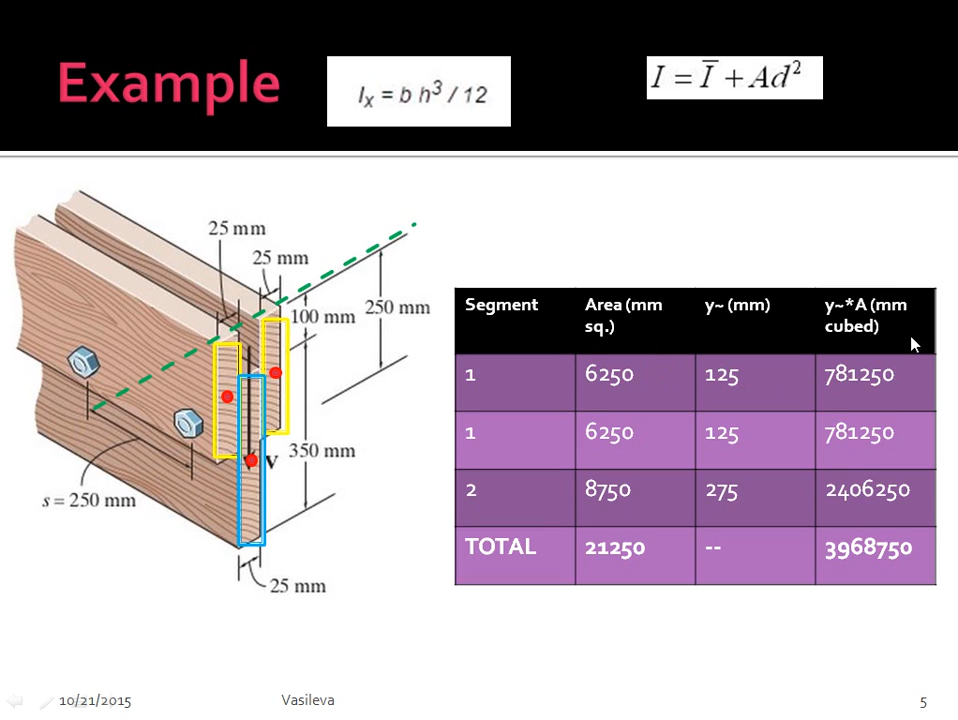 Example
Iₓ = b h³ / 12
I = Ī + Ad²
25 mm
25 mm
100 mm
250 mm
350 mm
V
s = 250 mm
25 mm
Segment Area (mm sq.) y~ (mm) y~*A (mm cubed)
1 6250 125 781250
1 6250 125 781250
2 8750 275 2406250
TOTAL 21250 -- 3968750
10/21/2015 Vasileva 5